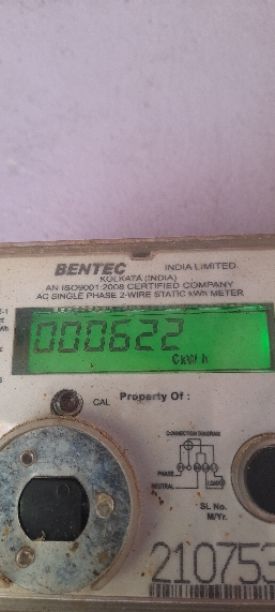 BENTEC INDIA LIMITED.
KOLKATA (INDIA)
AN ISO9001:2008 CERTIFIED COMPANY
AC SINGLE PHASE 2-WIRE STATIC kWh METER
000622
CkWh
CAL Property Of :
CONNECTION DIAGRAM
PHASE
NEUTRAL
LOAD
SL No.
M/Yr.
210753